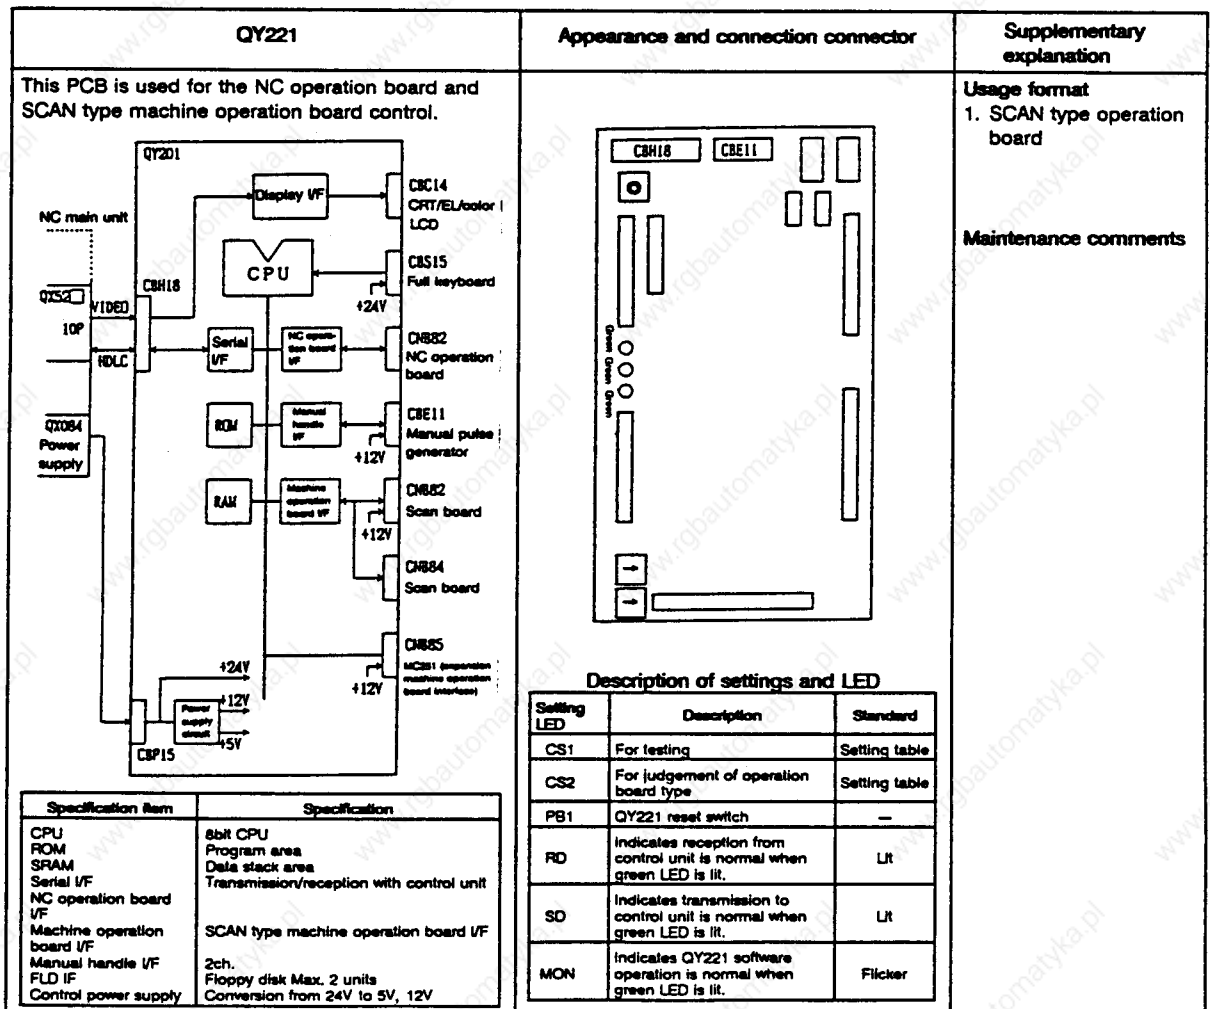 QY221
Appearance and connection connector
Supplementary
explanation
This PCB is used for the NC operation board and
SCAN type machine operation board control.
QY201
Display I/F
CBC14
CRT/EL/color
LCD
NC main unit
CPU
CBS15
Full keyboard
+24V
QX52
VIDEO
CBH18
10P
HDLC
Serial
I/F
NC opera-
tion board
I/F
CNB82
NC operation
board
QX084
Power
supply
ROM
Manual
handle
I/F
CBE11
Manual pulse
generator
+12V
RAM
Machine
operation
board I/F
CNB82
Scan board
+12V
CNB84
Scan board
CNB85
MC851 (expansion
machine operation
board interface)
+12V
+24V
+12V
Power
supply
circuit
+5V
CBP15
Specification item
Specification
CPU
8bit CPU
ROM
Program area
SRAM
Data stack area
Serial I/F
Transmission/reception with control unit
NC operation board
I/F
Machine operation
board I/F
SCAN type machine operation board I/F
Manual handle I/F
2ch.
FLD IF
Floppy disk Max. 2 units
Control power supply
Conversion from 24V to 5V, 12V
CBH18
CBE11
Green Green Green
Description of settings and LED
Setting
LED
Description
Standard
CS1
For testing
Setting table
CS2
For judgement of operation
board type
Setting table
PB1
QY221 reset switch
—
RD
Indicates reception from
control unit is normal when
green LED is lit.
Lit
SD
Indicates transmission to
control unit is normal when
green LED is lit.
Lit
MON
Indicates QY221 software
operation is normal when
green LED is lit.
Flicker
Usage format
1. SCAN type operation
board
Maintenance comments
www.rgbautomatyka.pl